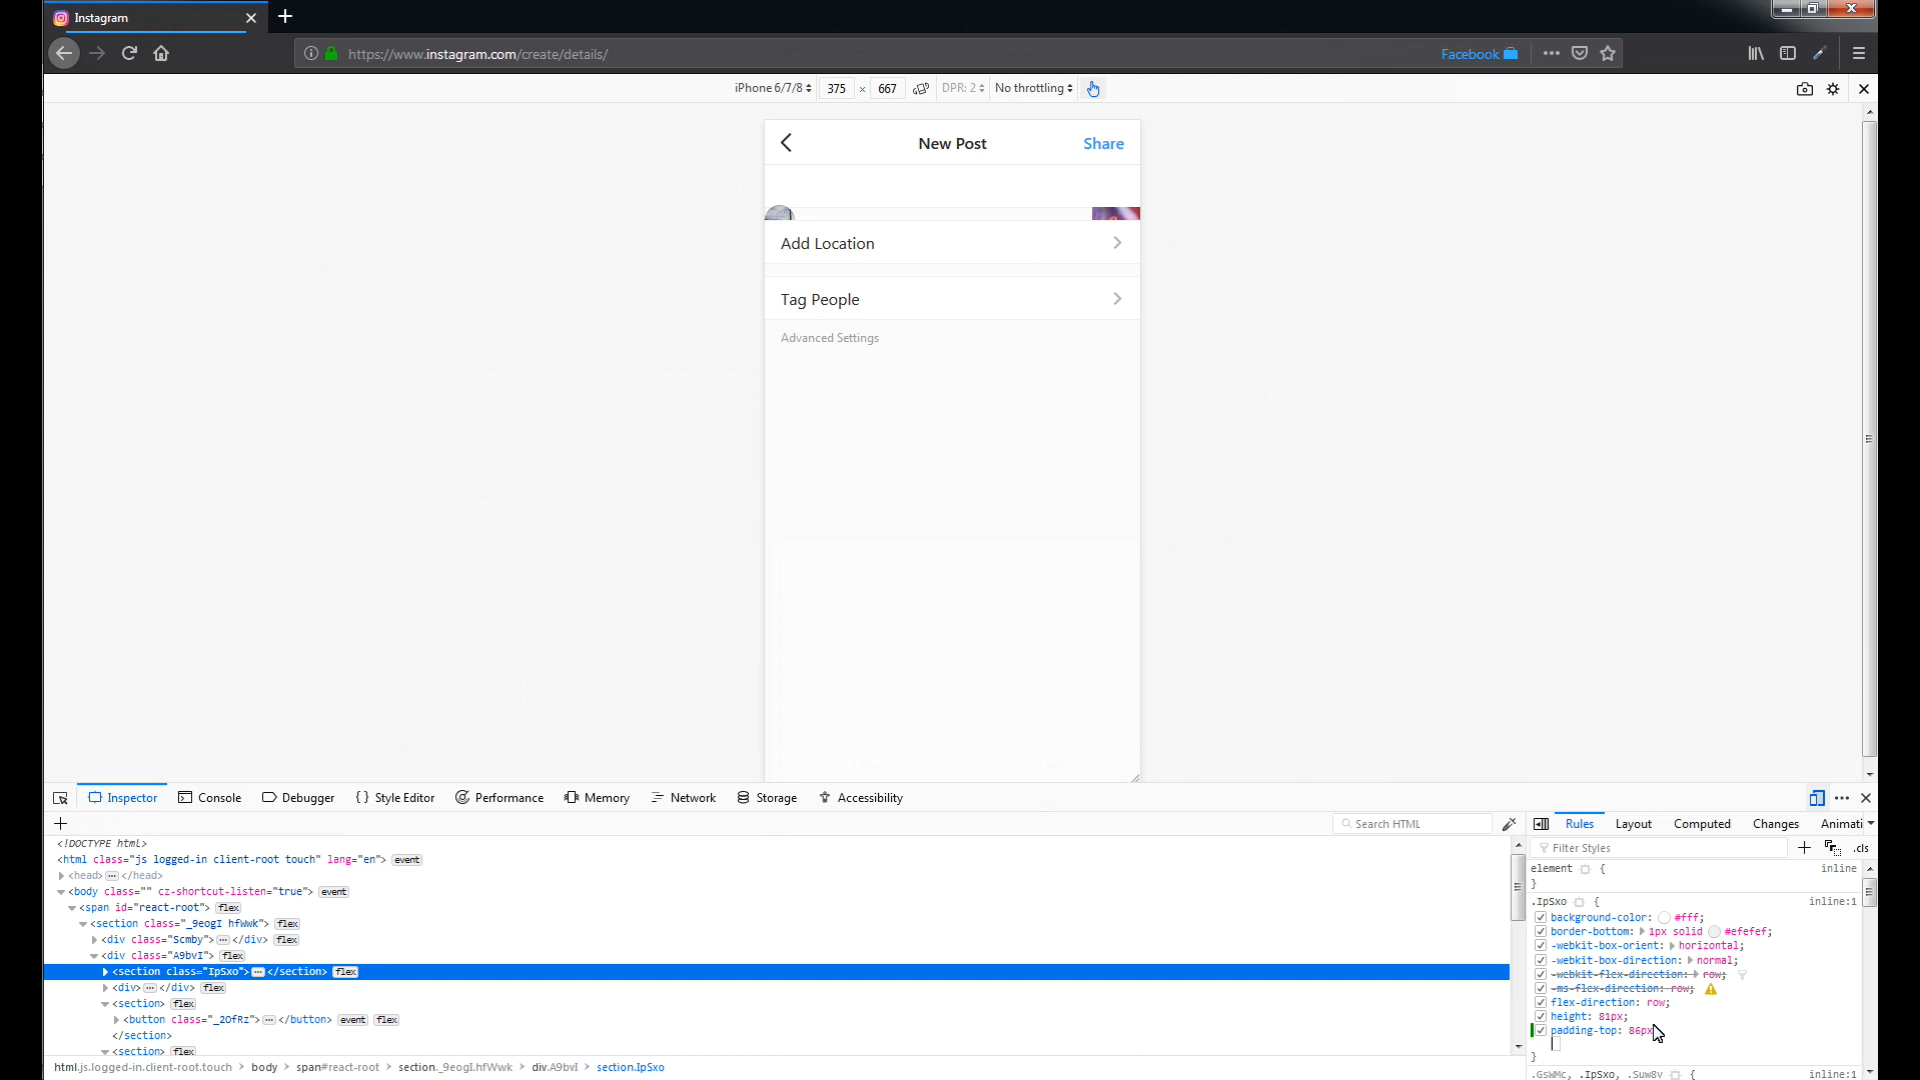 Instagram
https://www.instagram.com/create/details/
Facebook
iPhone 6/7/8 375 × 667 DPR: 2 No throttling
New Post Share
Add Location
Tag People
Advanced Settings
Inspector Console Debugger {} Style Editor Performance Memory Network Storage Accessibility
Search HTML
Rules Layout Computed Changes Animati
Filter Styles
.cls
<!DOCTYPE html>
<html class="js logged-in client-root touch" lang="en"> event
<head> ... </head>
<body class="" cz-shortcut-listen="true"> event
<span id="react-root"> flex
<section class="_9eogI hfWwk"> flex
<div class="Scmby"> ... </div> flex
<div class="A9bvI"> flex
<section class="IpSxo"> ... </section> flex
<div> ... </div> flex
<section> flex
<button class="_2OfRz"> ... </button> event flex
</section>
<section> flex
html.js.logged-in.client-root.touch > body > span#react-root > section._9eogI.hfWwk > div.A9bvI > section.IpSxo
element { inline
}
.IpSxo { inline:1
background-color: #fff;
border-bottom: 1px solid #efefef;
-webkit-box-orient: horizontal;
-webkit-box-direction: normal;
-webkit-flex-direction: row;
-ms-flex-direction: row;
flex-direction: row;
height: 81px;
padding-top: 86px
}
.GsWMc, .IpSxo, .Suw8v { inline:1